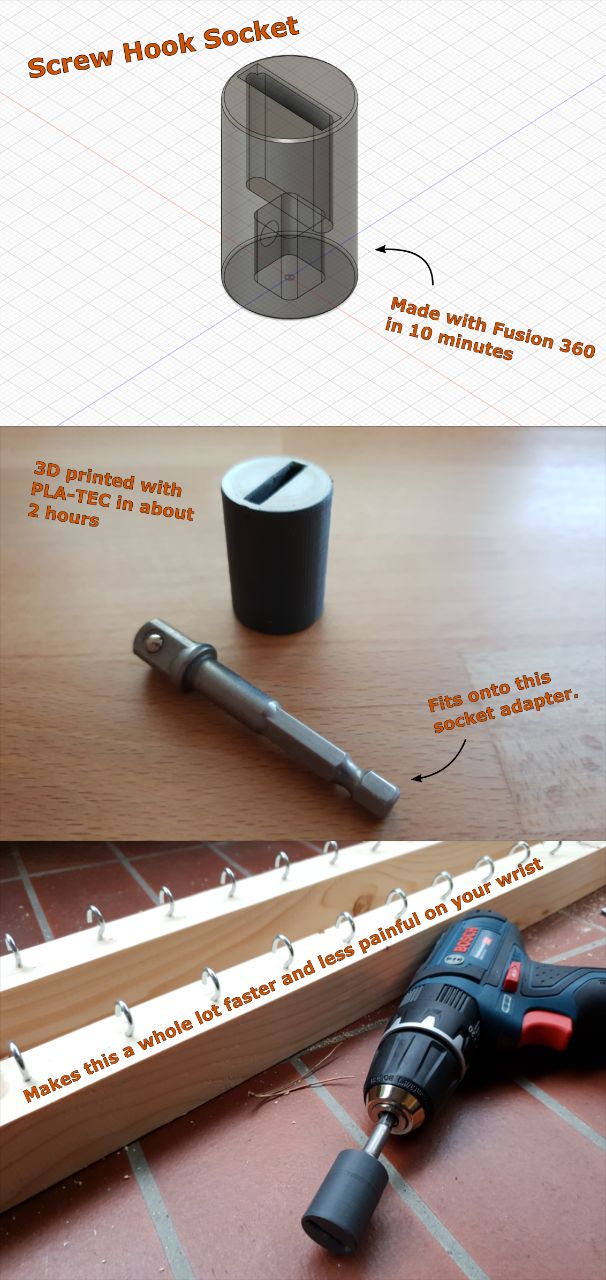 Screw Hook Socket
Made with Fusion 360
in 10 minutes
3D printed with
PLA-TEC in about
2 hours
Fits onto this
socket adapter.
Makes this a whole lot faster and less painful on your wrist
BOSCH